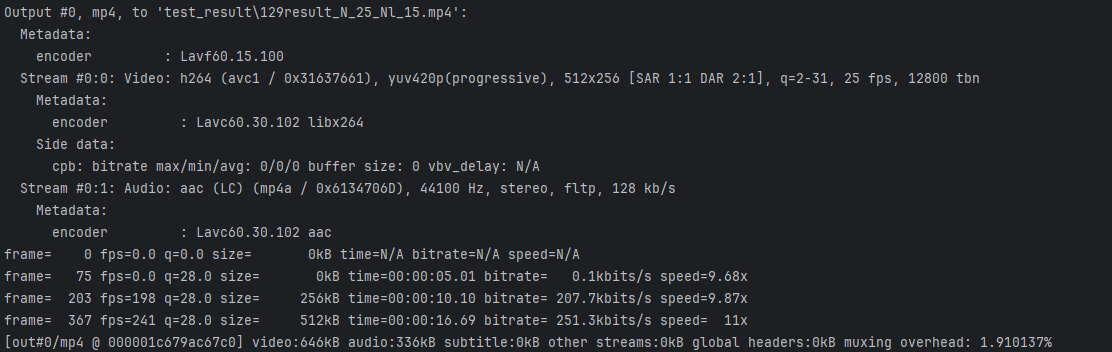 Output #0, mp4, to 'test_result\129result_N_25_Nl_15.mp4':
  Metadata:
    encoder         : Lavf60.15.100
  Stream #0:0: Video: h264 (avc1 / 0x31637661), yuv420p(progressive), 512x256 [SAR 1:1 DAR 2:1], q=2-31, 25 fps, 12800 tbn
    Metadata:
      encoder         : Lavc60.30.102 libx264
    Side data:
      cpb: bitrate max/min/avg: 0/0/0 buffer size: 0 vbv_delay: N/A
  Stream #0:1: Audio: aac (LC) (mp4a / 0x6134706D), 44100 Hz, stereo, fltp, 128 kb/s
    Metadata:
      encoder         : Lavc60.30.102 aac
frame=    0 fps=0.0 q=0.0 size=       0kB time=N/A bitrate=N/A speed=N/A
frame=   75 fps=0.0 q=28.0 size=       0kB time=00:00:05.01 bitrate=   0.1kbits/s speed=9.68x
frame=  203 fps=198 q=28.0 size=     256kB time=00:00:10.10 bitrate= 207.7kbits/s speed=9.87x
frame=  367 fps=241 q=28.0 size=     512kB time=00:00:16.69 bitrate= 251.3kbits/s speed=  11x
[out#0/mp4 @ 000001c679ac67c0] video:646kB audio:336kB subtitle:0kB other streams:0kB global headers:0kB muxing overhead: 1.910137%